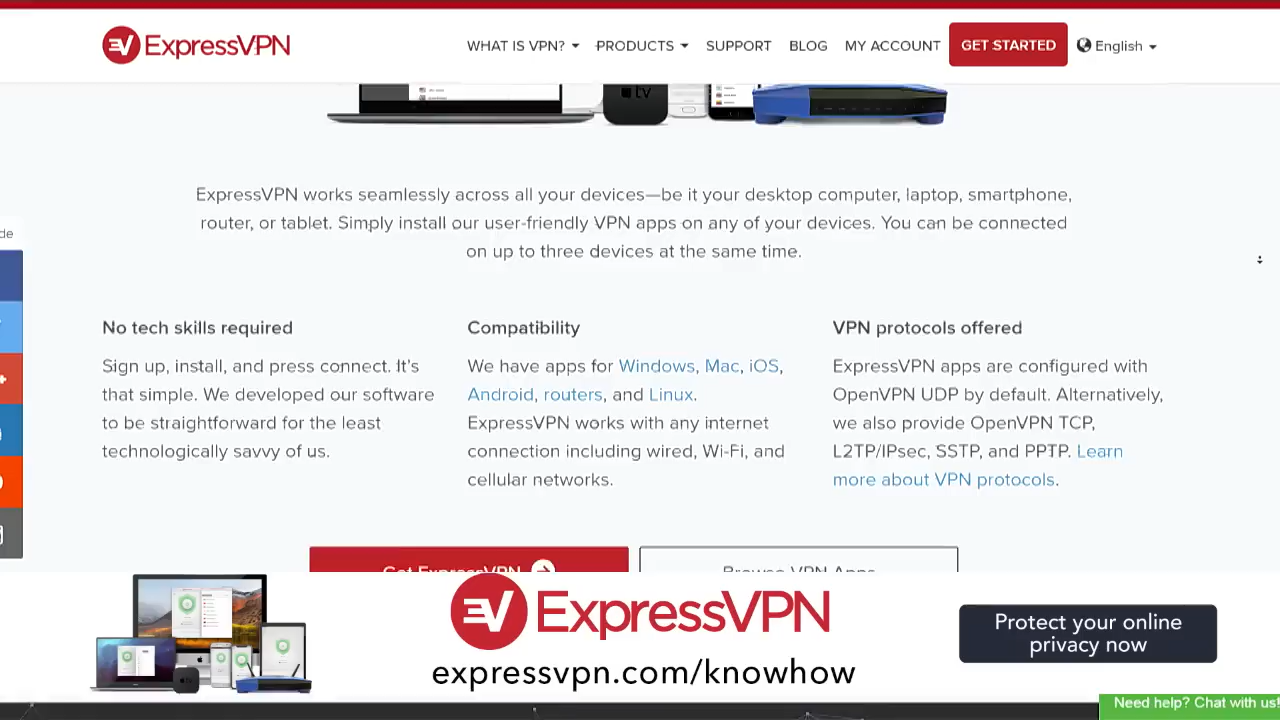 ExpressVPN
WHAT IS VPN? PRODUCTS SUPPORT BLOG MY ACCOUNT GET STARTED English
tv
ExpressVPN works seamlessly across all your devices—be it your desktop computer, laptop, smartphone,
router, or tablet. Simply install our user-friendly VPN apps on any of your devices. You can be connected
on up to three devices at the same time.
de
No tech skills required
Sign up, install, and press connect. It's
that simple. We developed our software
to be straightforward for the least
technologically savvy of us.
Compatibility
We have apps for Windows, Mac, iOS,
Android, routers, and Linux.
ExpressVPN works with any internet
connection including wired, Wi-Fi, and
cellular networks.
VPN protocols offered
ExpressVPN apps are configured with
OpenVPN UDP by default. Alternatively,
we also provide OpenVPN TCP,
L2TP/IPsec, SSTP, and PPTP. Learn
more about VPN protocols.
Get ExpressVPN
Browse VPN Apps
ExpressVPN
expressvpn.com/knowhow
Protect your online
privacy now
Need help? Chat with us!